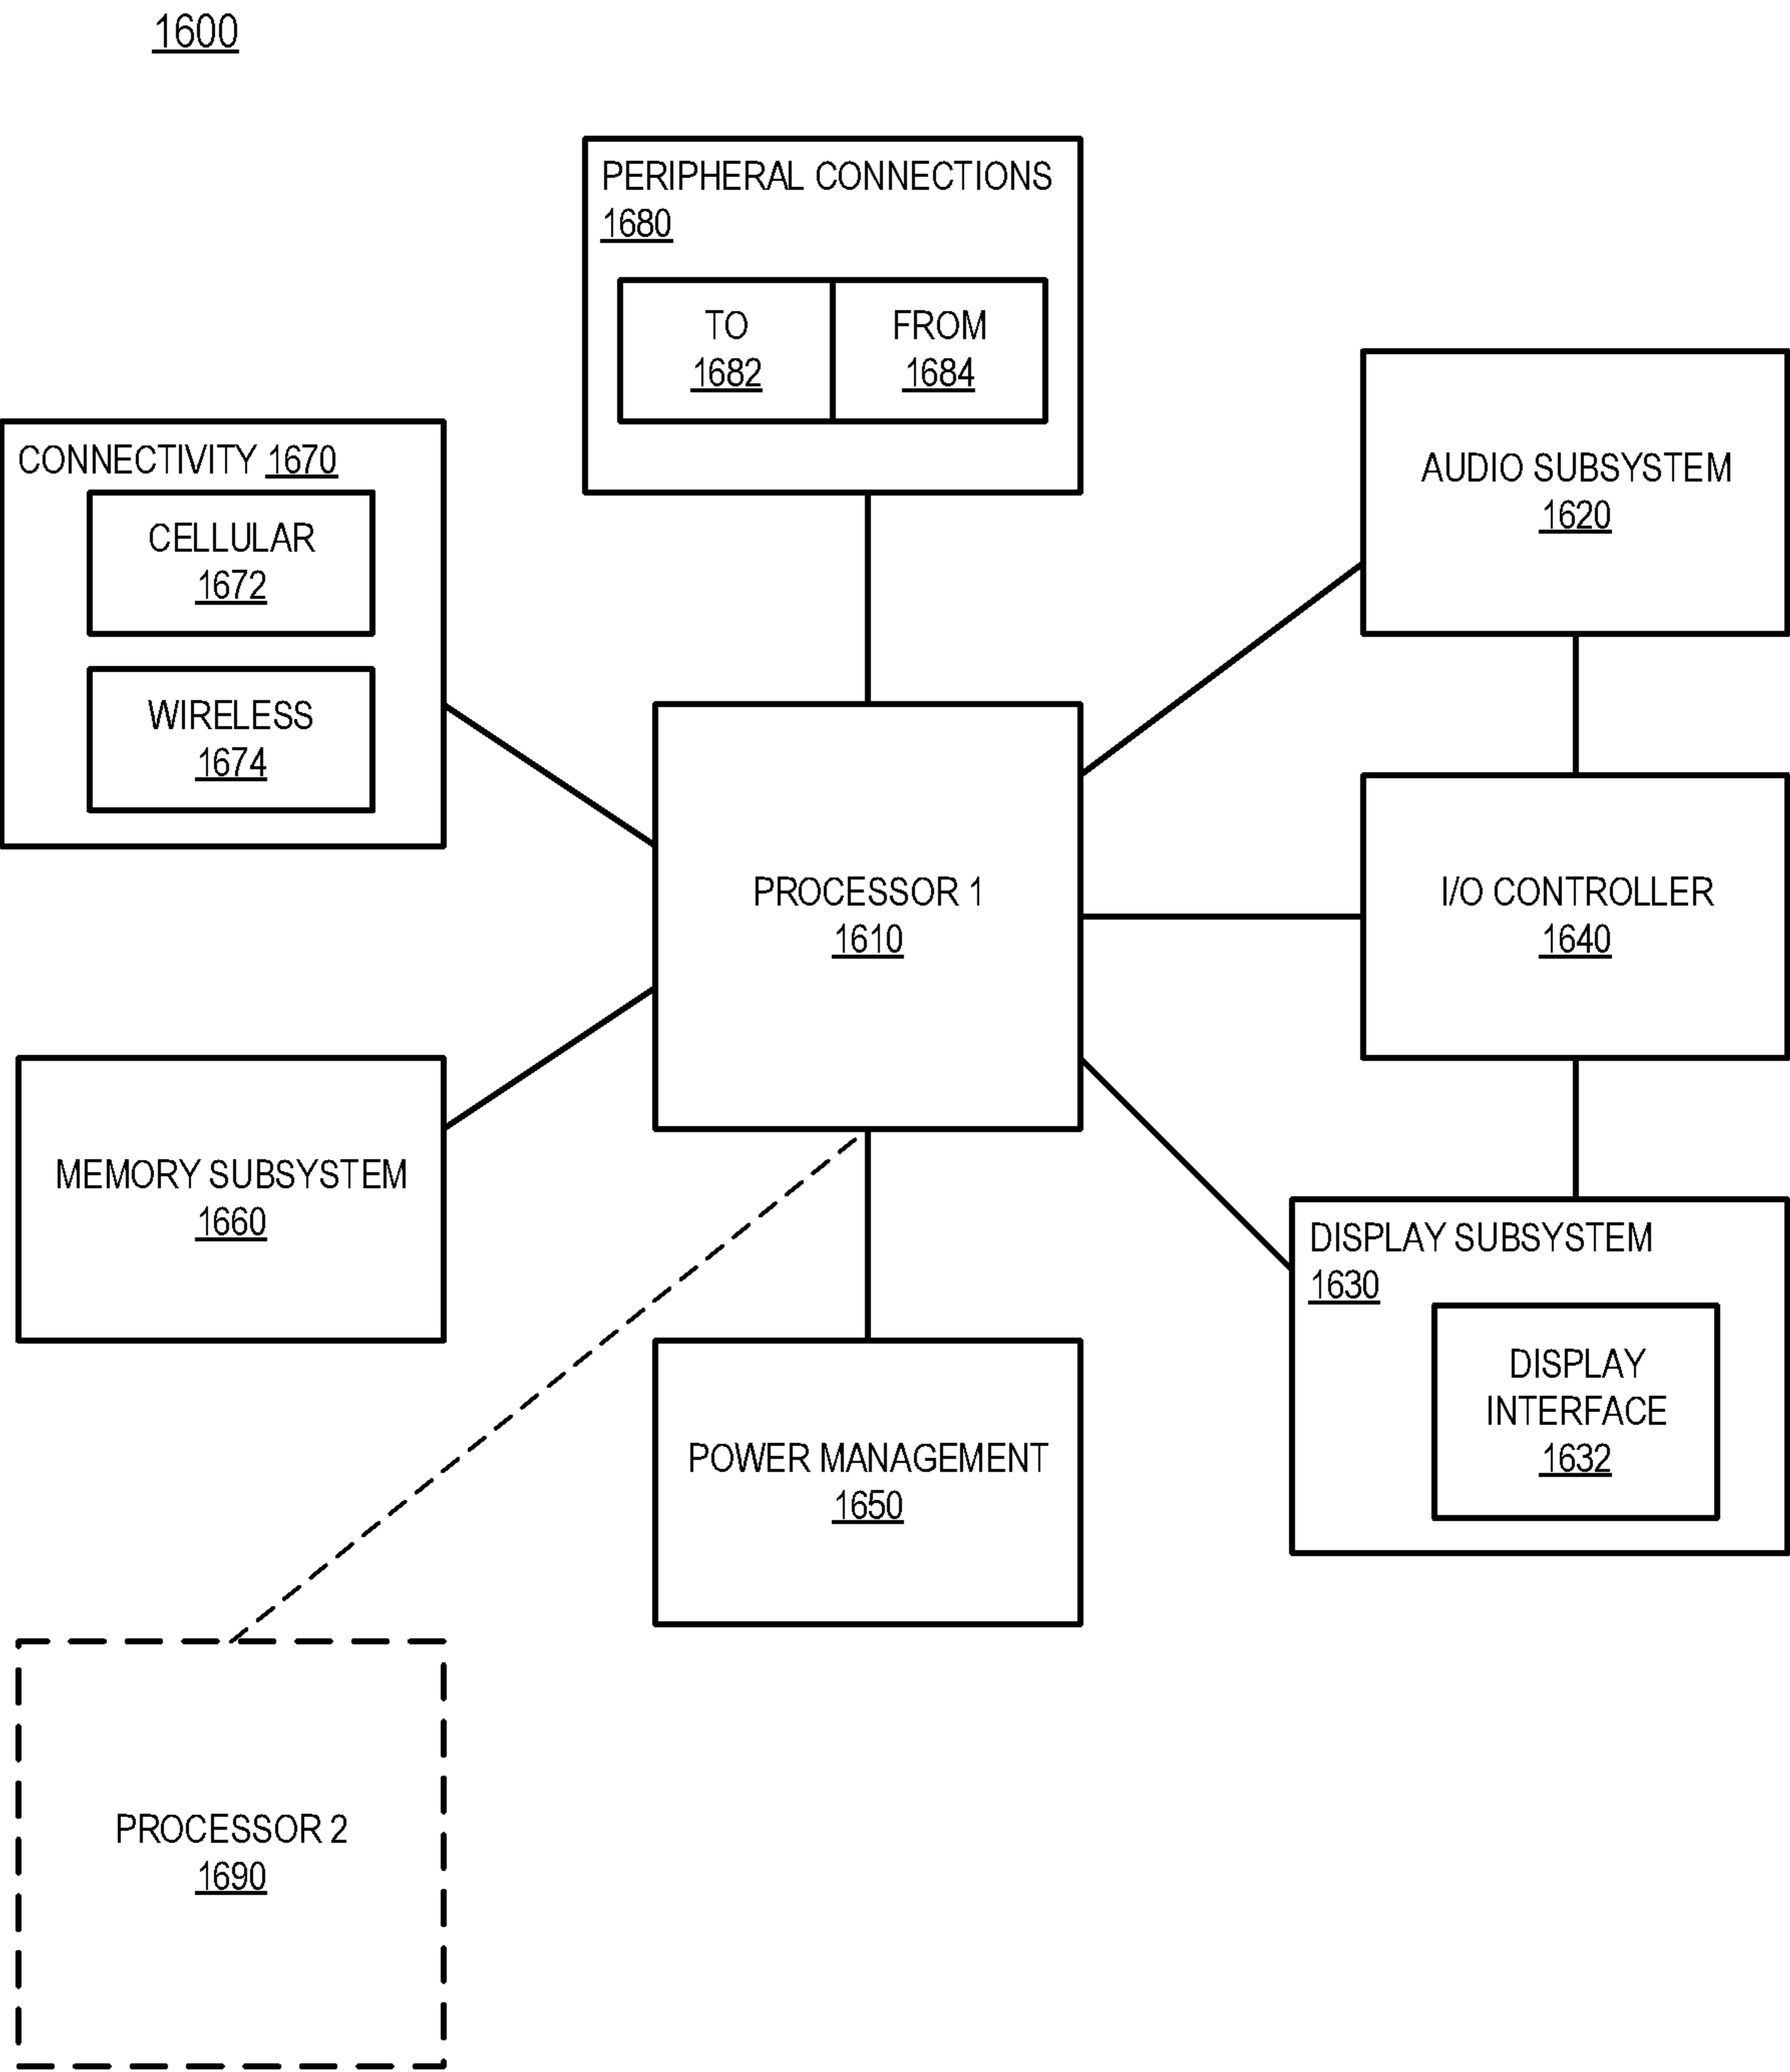 1600
PERIPHERAL CONNECTIONS
1680
TO
1682
FROM
1684
AUDIO SUBSYSTEM
1620
CONNECTIVITY 1670
CELLULAR
1672
WIRELESS
1674
PROCESSOR 1
1610
I/O CONTROLLER
1640
MEMORY SUBSYSTEM
1660
DISPLAY SUBSYSTEM
1630
DISPLAY
INTERFACE
1632
POWER MANAGEMENT
1650
PROCESSOR 2
1690